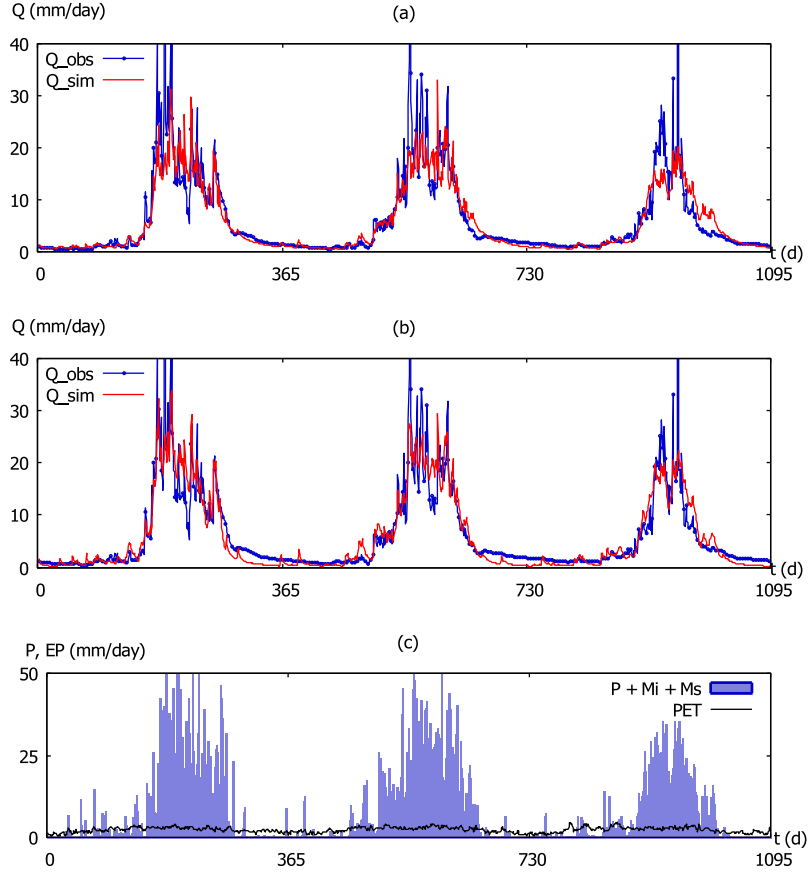 Q (mm/day)
(a)
40
30
20
10
0
Q_obs
Q_sim
0
365
730
1095
t (d)
Q (mm/day)
(b)
40
30
20
10
0
Q_obs
Q_sim
0
365
730
1095
t (d)
P, EP (mm/day)
(c)
50
25
0
P + Mi + Ms
PET
0
365
730
1095
t (d)